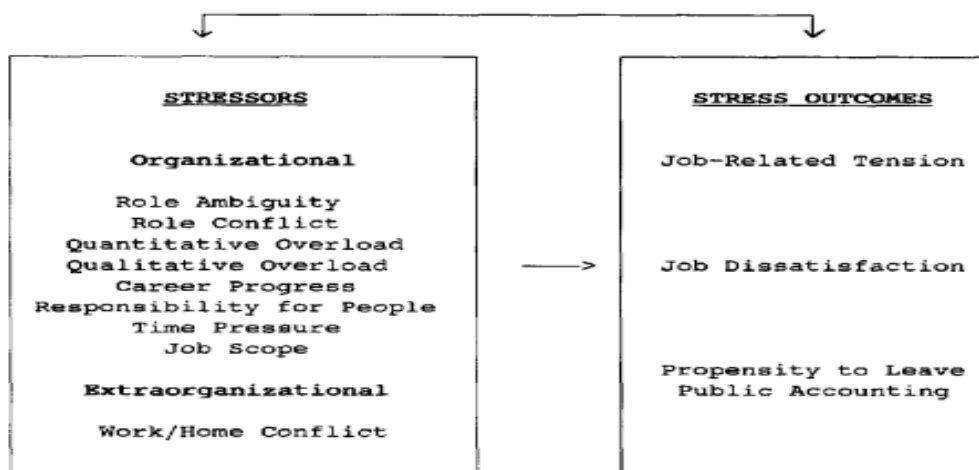 STRESSORS
Organizational
Role Ambiguity
Role Conflict
Quantitative Overload
Qualitative Overload
Career Progress
Responsibility for People
Time Pressure
Job Scope
Extraorganizational
Work/Home Conflict
STRESS OUTCOMES
Job-Related Tension
Job Dissatisfaction
Propensity to Leave
Public Accounting